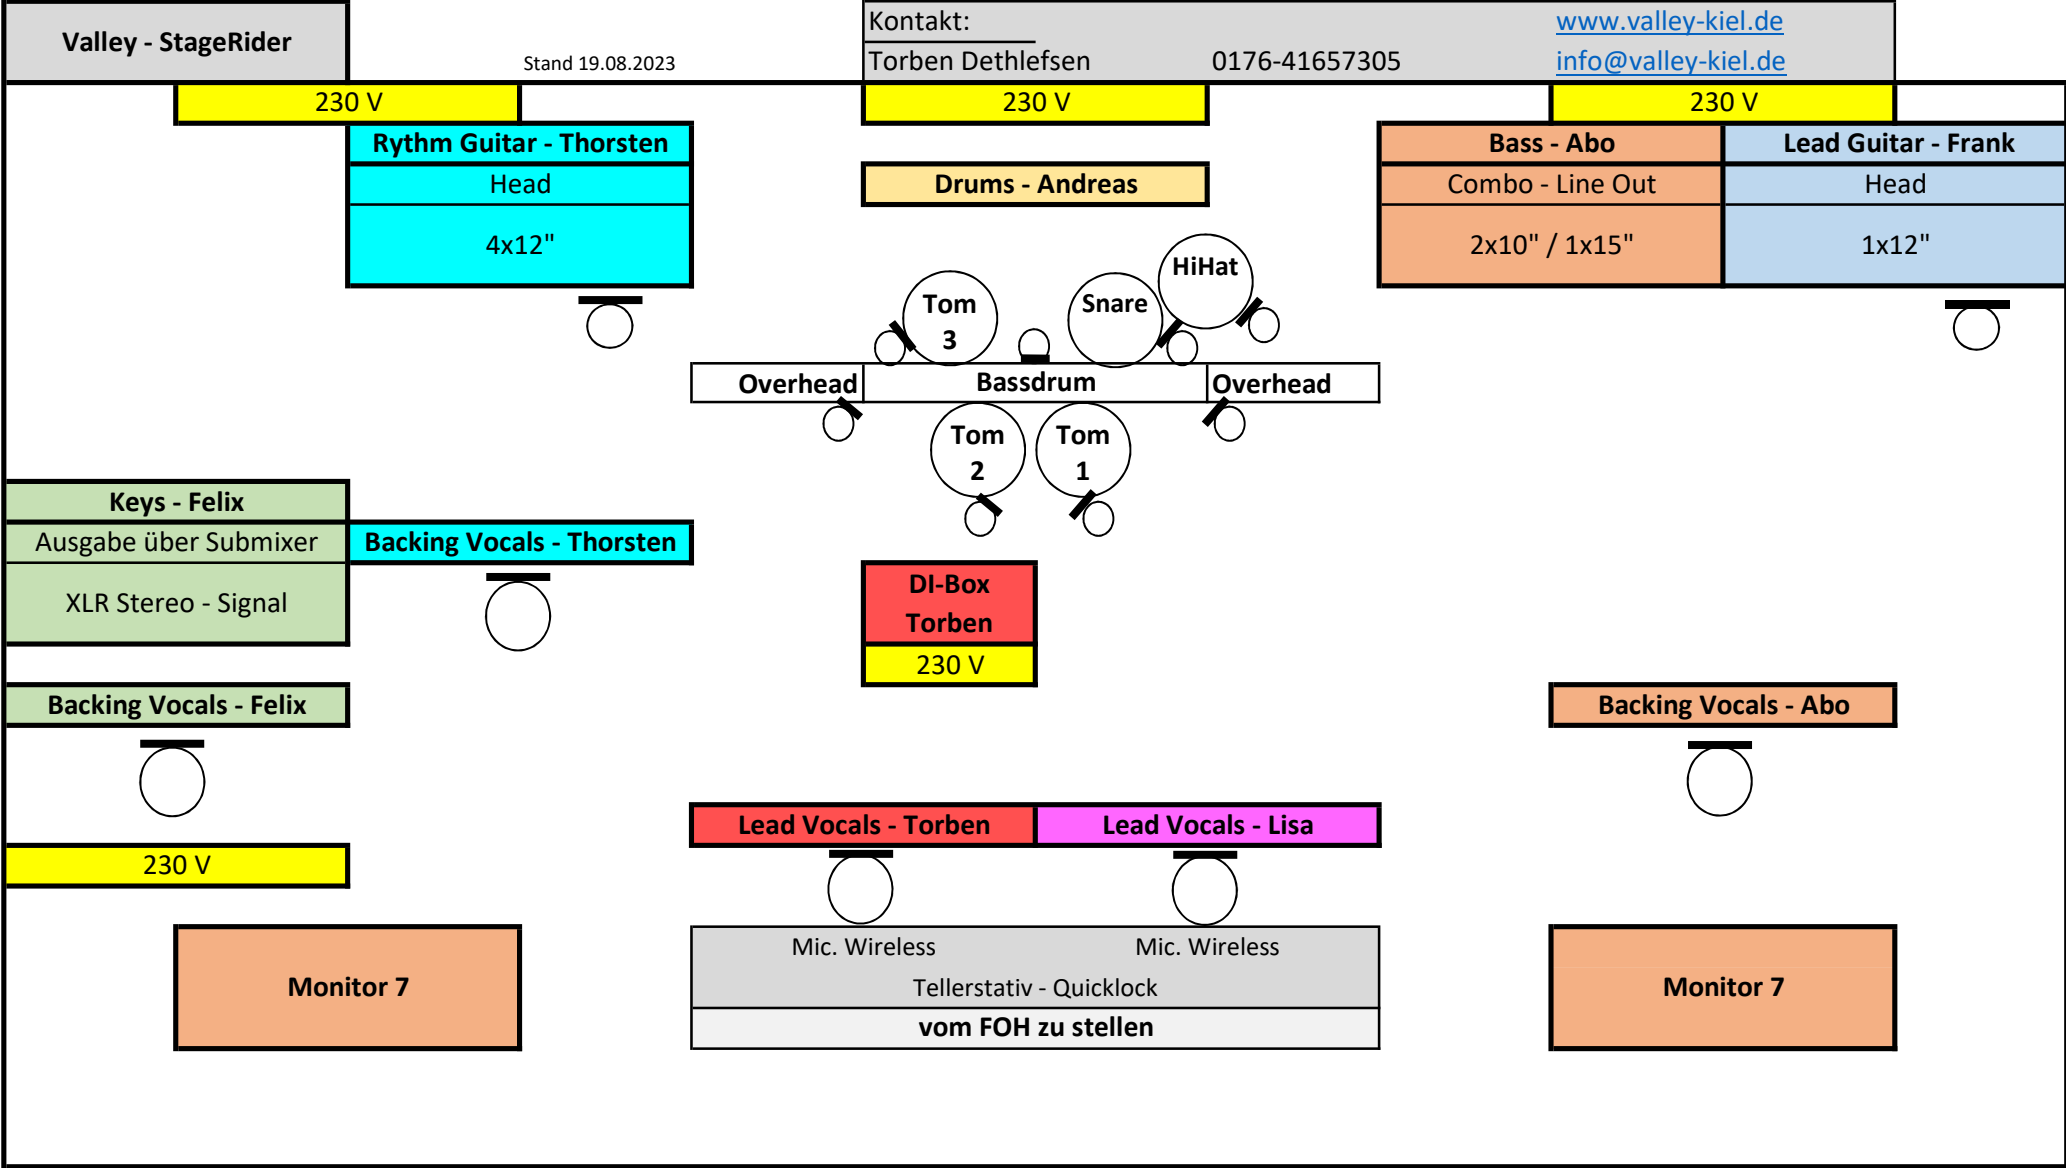 Valley - StageRider
Stand 19.08.2023
Kontakt:
www.valley-kiel.de
Torben Dethlefsen
0176-41657305
info@valley-kiel.de
230 V
230 V
230 V
Rythm Guitar - Thorsten
Head
4x12"
Drums - Andreas
Bass - Abo
Combo - Line Out
2x10" / 1x15"
Lead Guitar - Frank
Head
1x12"
HiHat
Tom
3
Snare
Overhead
Bassdrum
Overhead
Tom
2
Tom
1
Keys - Felix
Ausgabe über Submixer
XLR Stereo - Signal
Backing Vocals - Thorsten
DI-Box
Torben
230 V
Backing Vocals - Felix
Backing Vocals - Abo
Lead Vocals - Torben
Lead Vocals - Lisa
230 V
Mic. Wireless
Mic. Wireless
Tellerstativ - Quicklock
vom FOH zu stellen
Monitor 7
Monitor 7